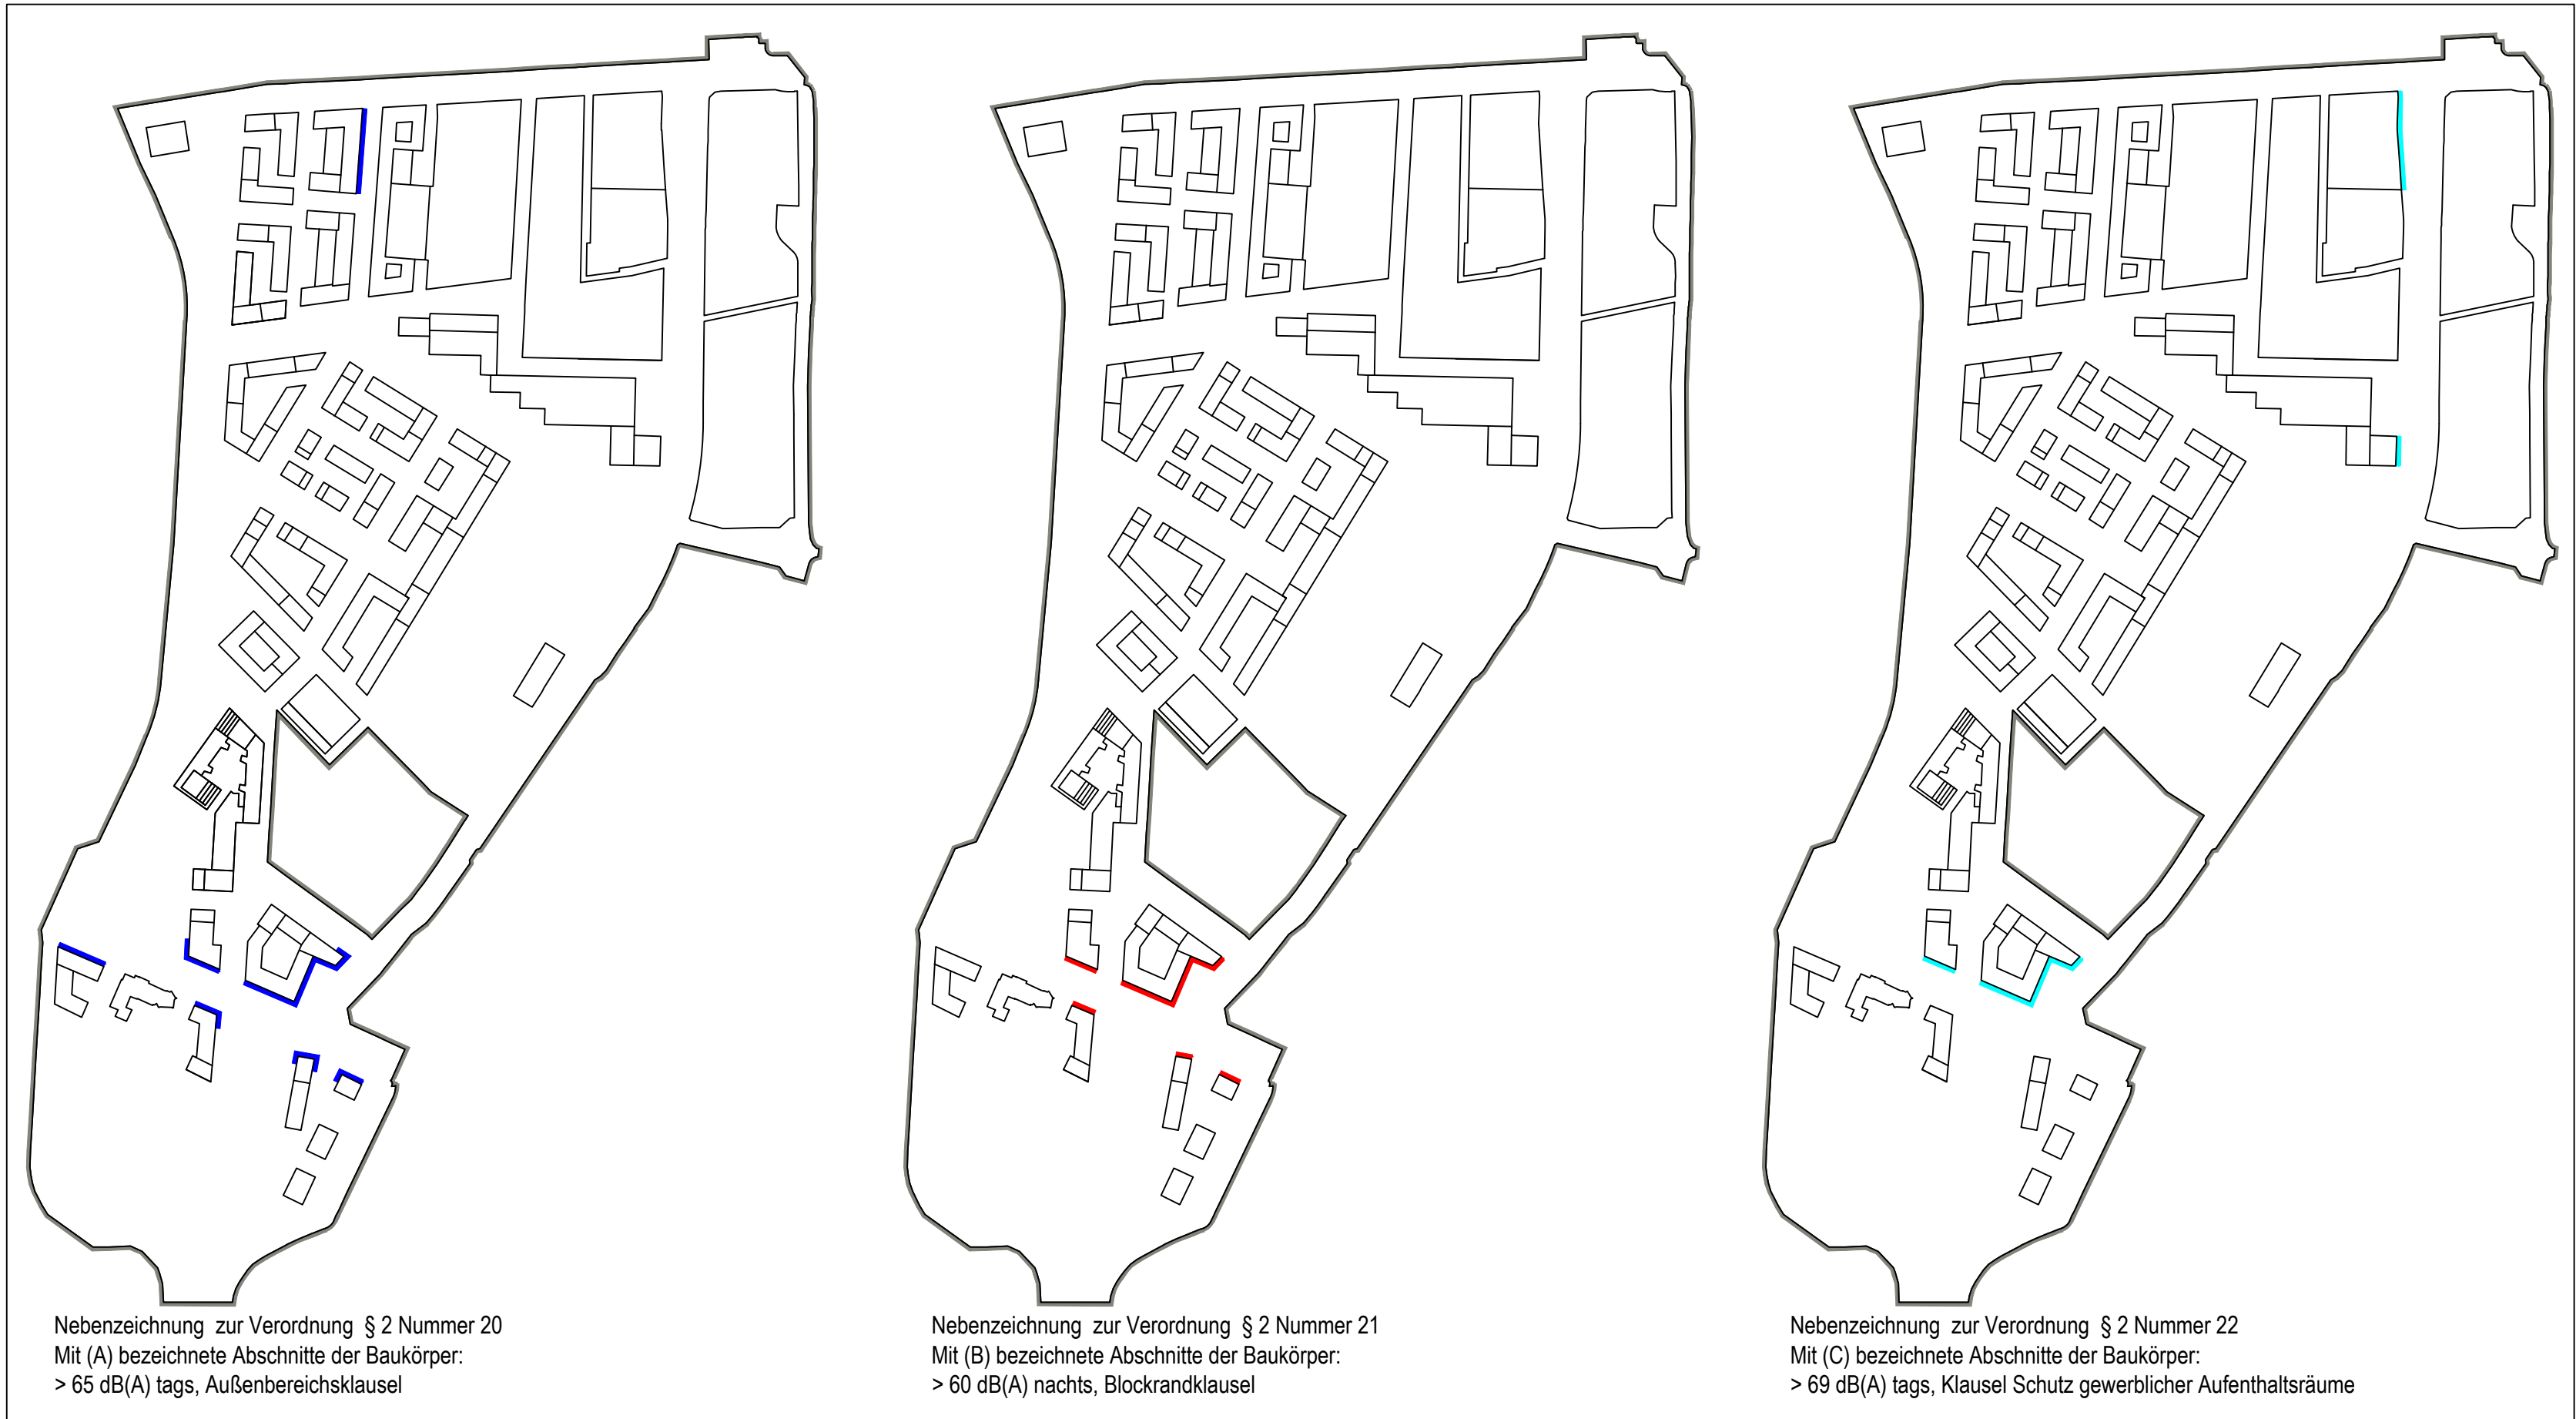 Nebenzeichnung zur Verordnung § 2 Nummer 20
Mit (A) bezeichnete Abschnitte der Baukörper:
> 65 dB(A) tags, Außenbereichsklausel
Nebenzeichnung zur Verordnung § 2 Nummer 21
Mit (B) bezeichnete Abschnitte der Baukörper:
> 60 dB(A) nachts, Blockrandklausel
Nebenzeichnung zur Verordnung § 2 Nummer 22
Mit (C) bezeichnete Abschnitte der Baukörper:
> 69 dB(A) tags, Klausel Schutz gewerblicher Aufenthaltsräume